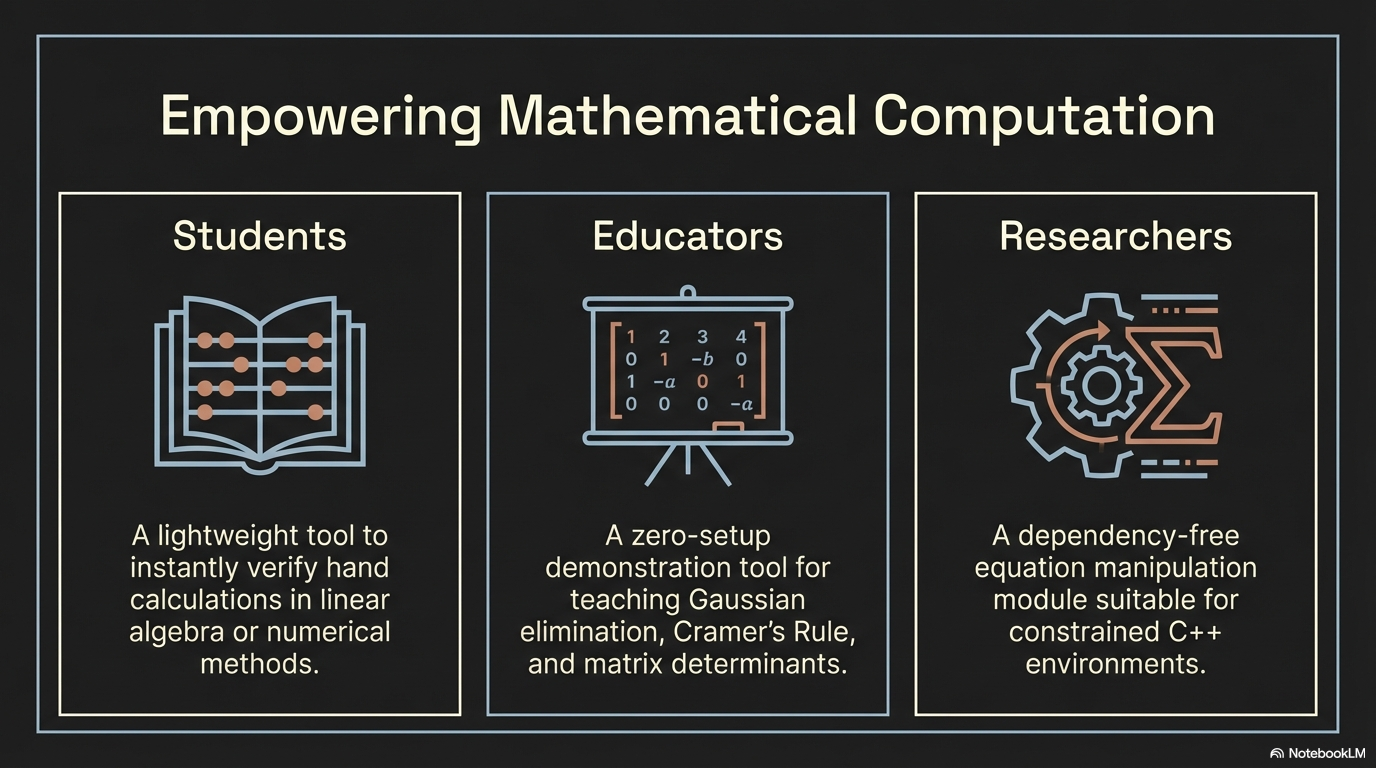 Empowering Mathematical Computation
Students
A lightweight tool to
instantly verify hand
calculations in linear
algebra or numerical
methods.
Educators
1 2 3 4
0 1 −b 0
1 −a 0 1
0 0 0 −a
A zero-setup
demonstration tool for
teaching Gaussian
elimination, Cramer’s Rule,
and matrix determinants.
Researchers
Σ
A dependency-free
equation manipulation
module suitable for
constrained C++
environments.
NotebookLM